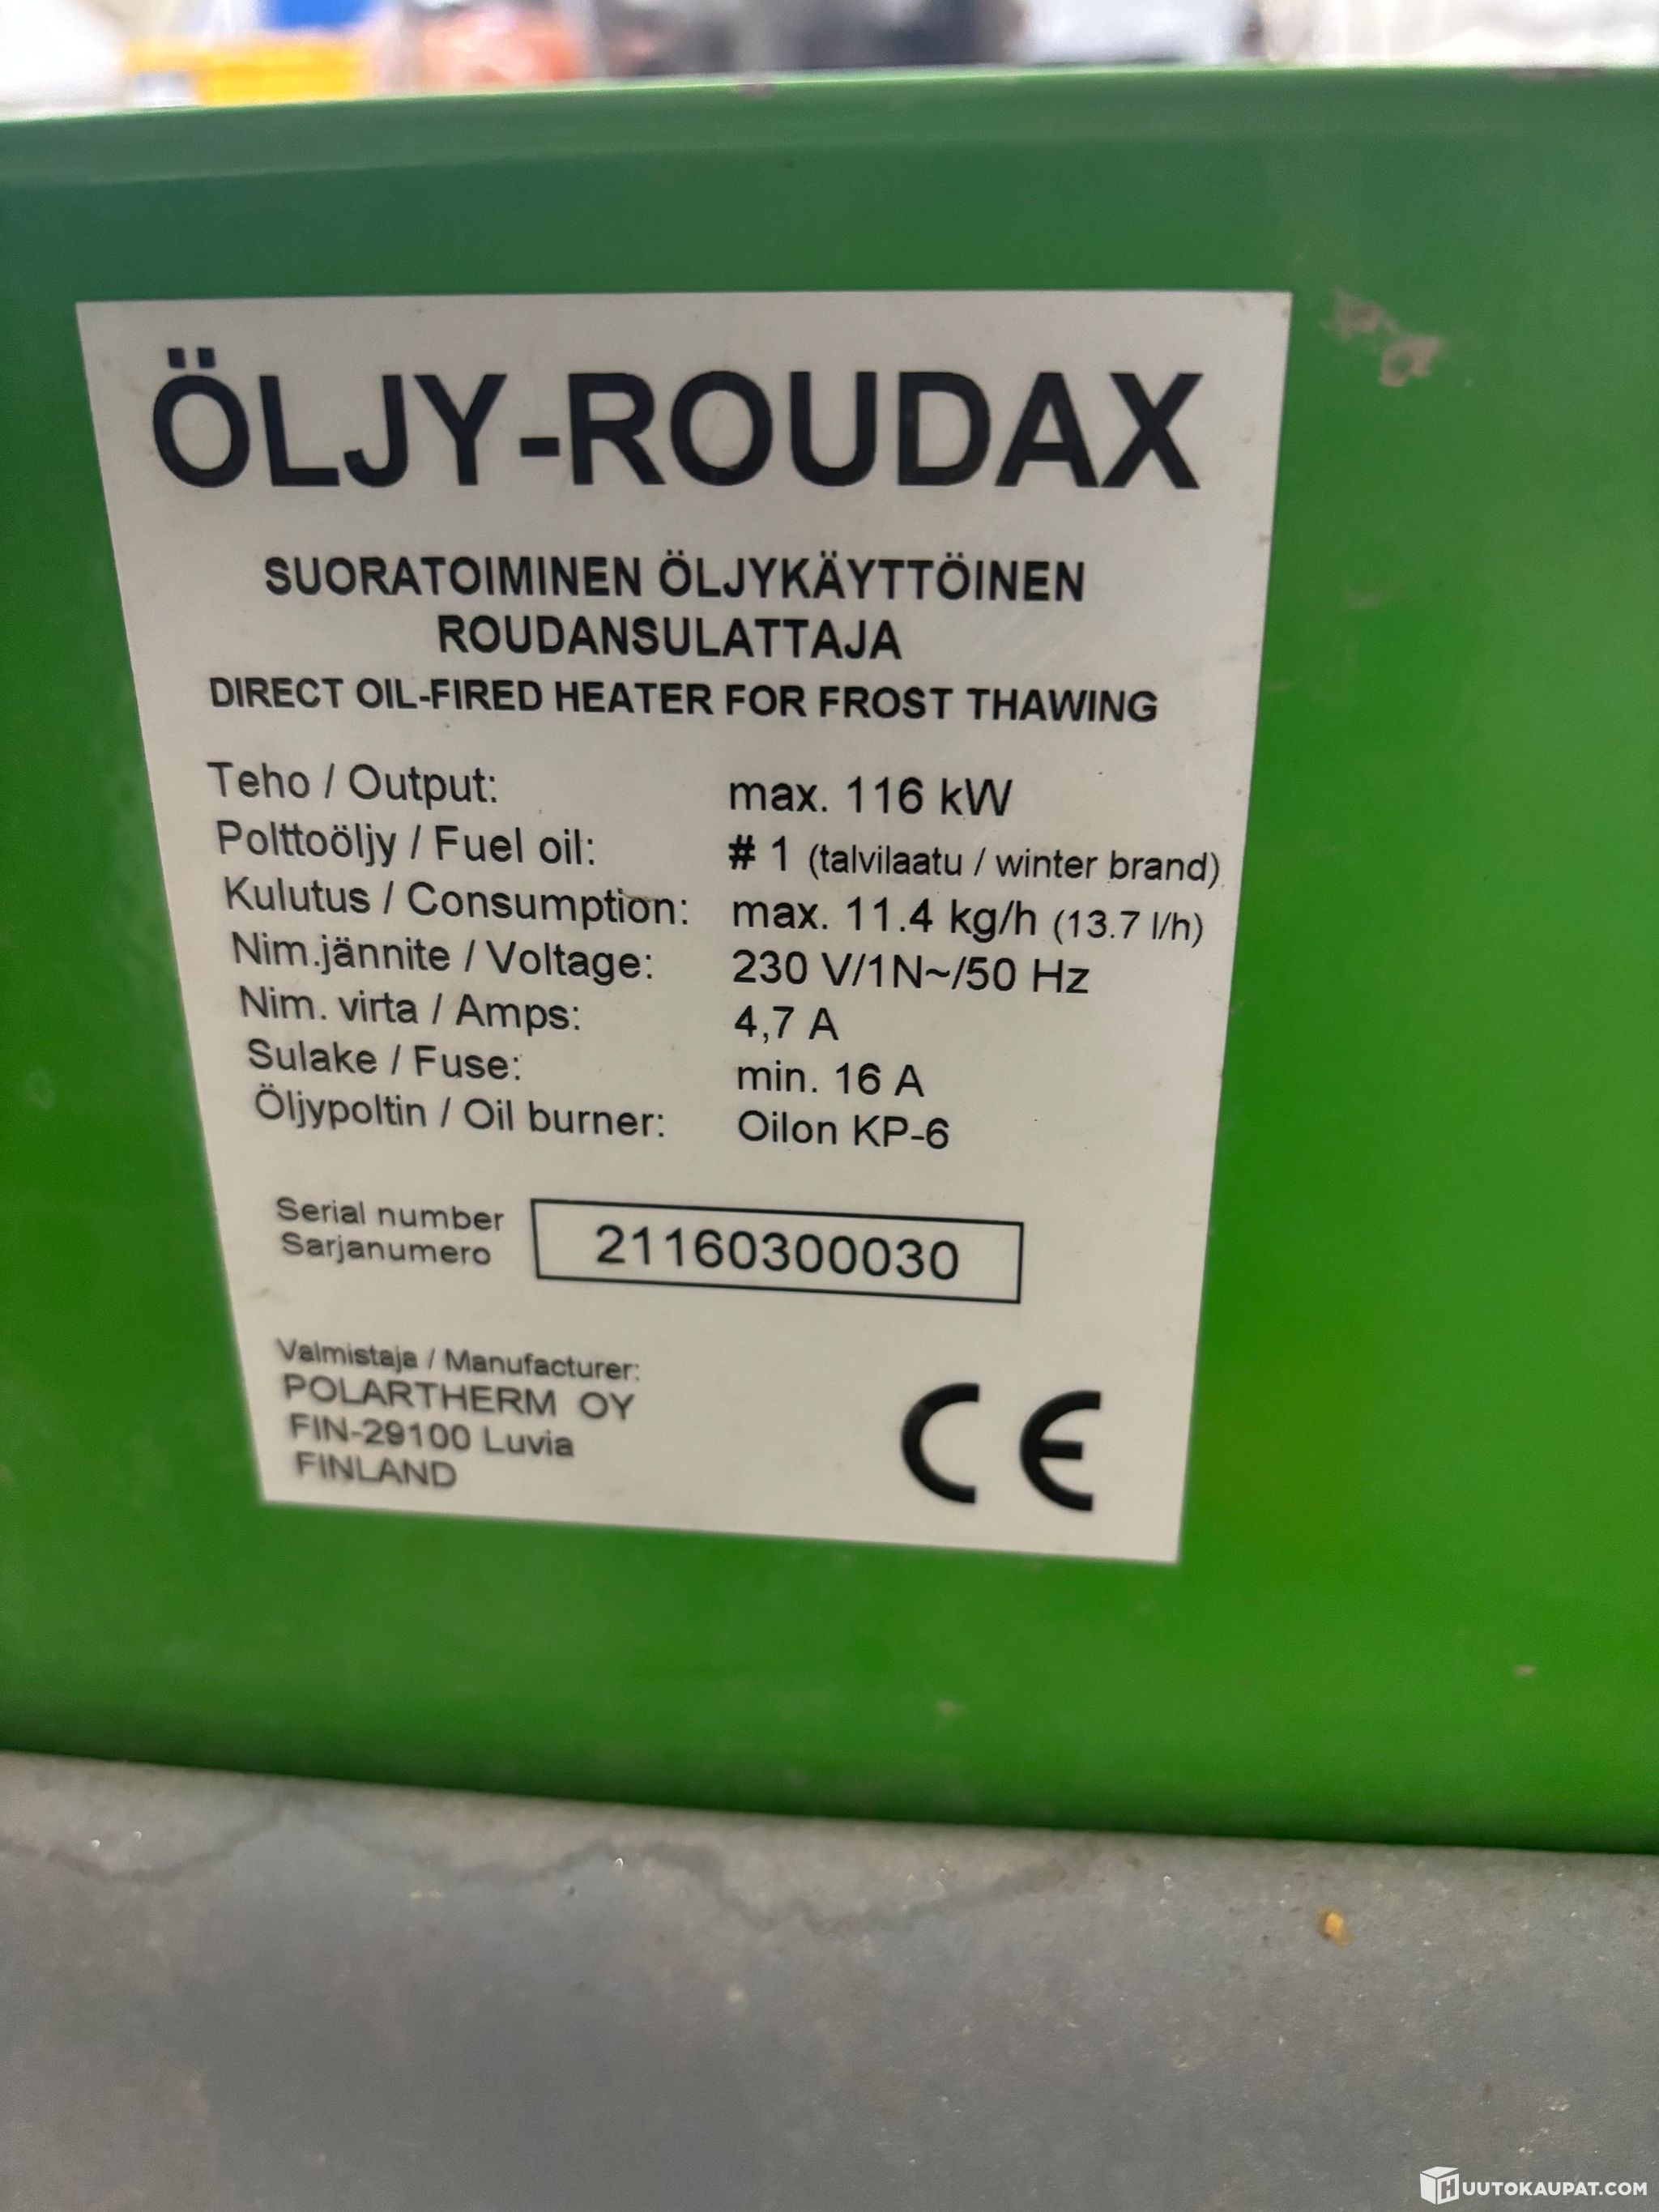 ÖLJY-ROUDAX
SUORATOIMINEN ÖLJYKÄYTTÖINEN
ROUDANSULATTAJA
DIRECT OIL-FIRED HEATER FOR FROST THAWING
Teho / Output: max. 116 kW
Polttoöljy / Fuel oil: # 1 (talvilaatu / winter brand)
Kulutus / Consumption: max. 11.4 kg/h (13.7 l/h)
Nim.jännite / Voltage: 230 V/1N~/50 Hz
Nim. virta / Amps: 4,7 A
Sulake / Fuse: min. 16 A
Öljypoltin / Oil burner: Oilon KP-6
Serial number
Sarjanumero
21160300030
Valmistaja / Manufacturer:
POLARTHERM OY
FIN-29100 Luvia
FINLAND
CE
HUUTOKAUPAT.COM